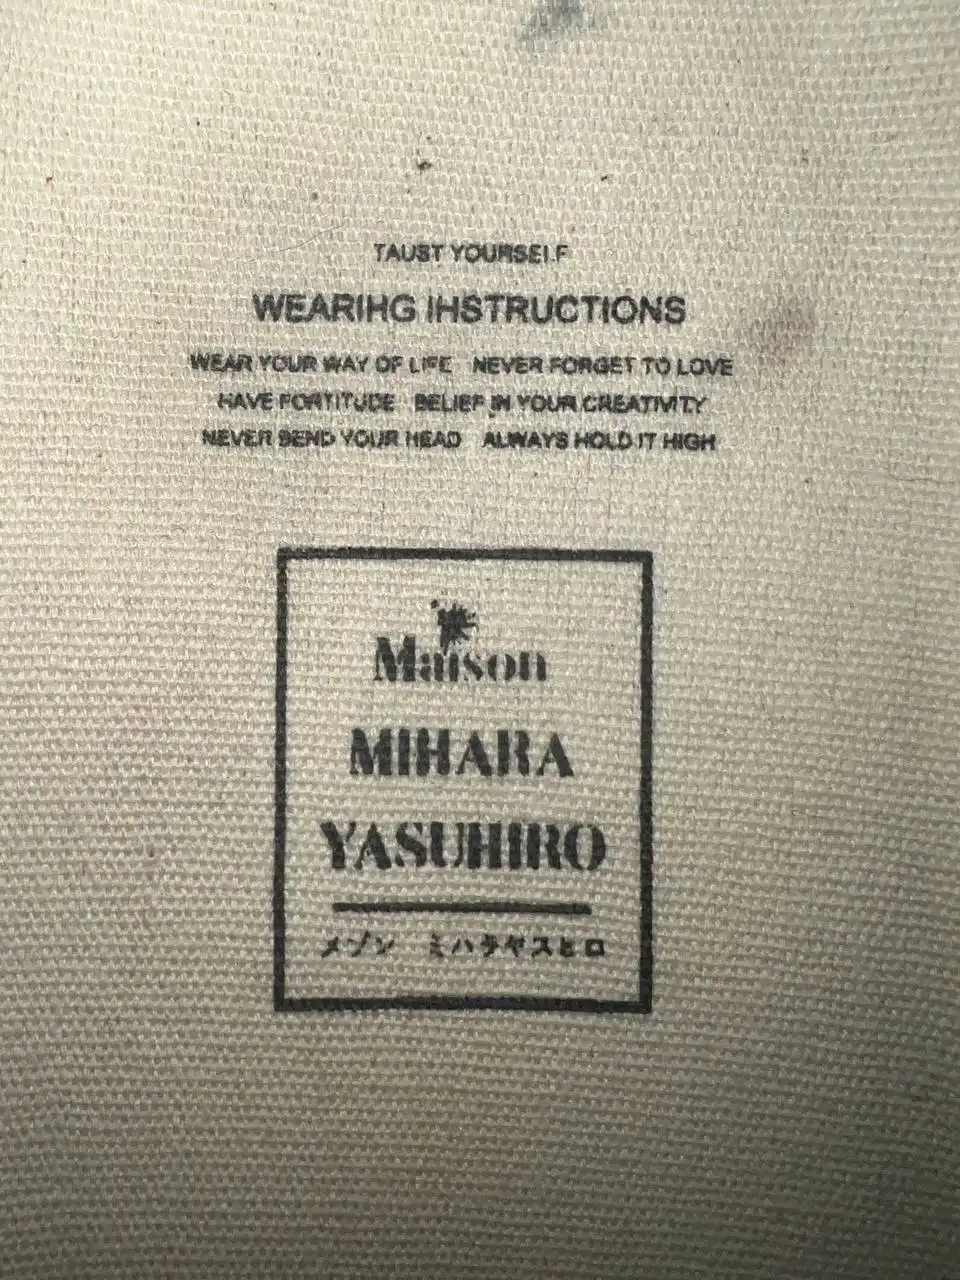 TAUST YOURSELF
WEARIHG IHSTRUCTIONS
WEAR YOUR WAY OF LIFE NEVER FORGET TO LOVE
HAVE FORTITUDE BELIEF IN YOUR CREATIVITY
NEVER BEND YOUR HEAD ALWAYS HOLD IT HIGH
Maison
MIHARA
YASUHIRO
メゾン ミハラヤスヒロ